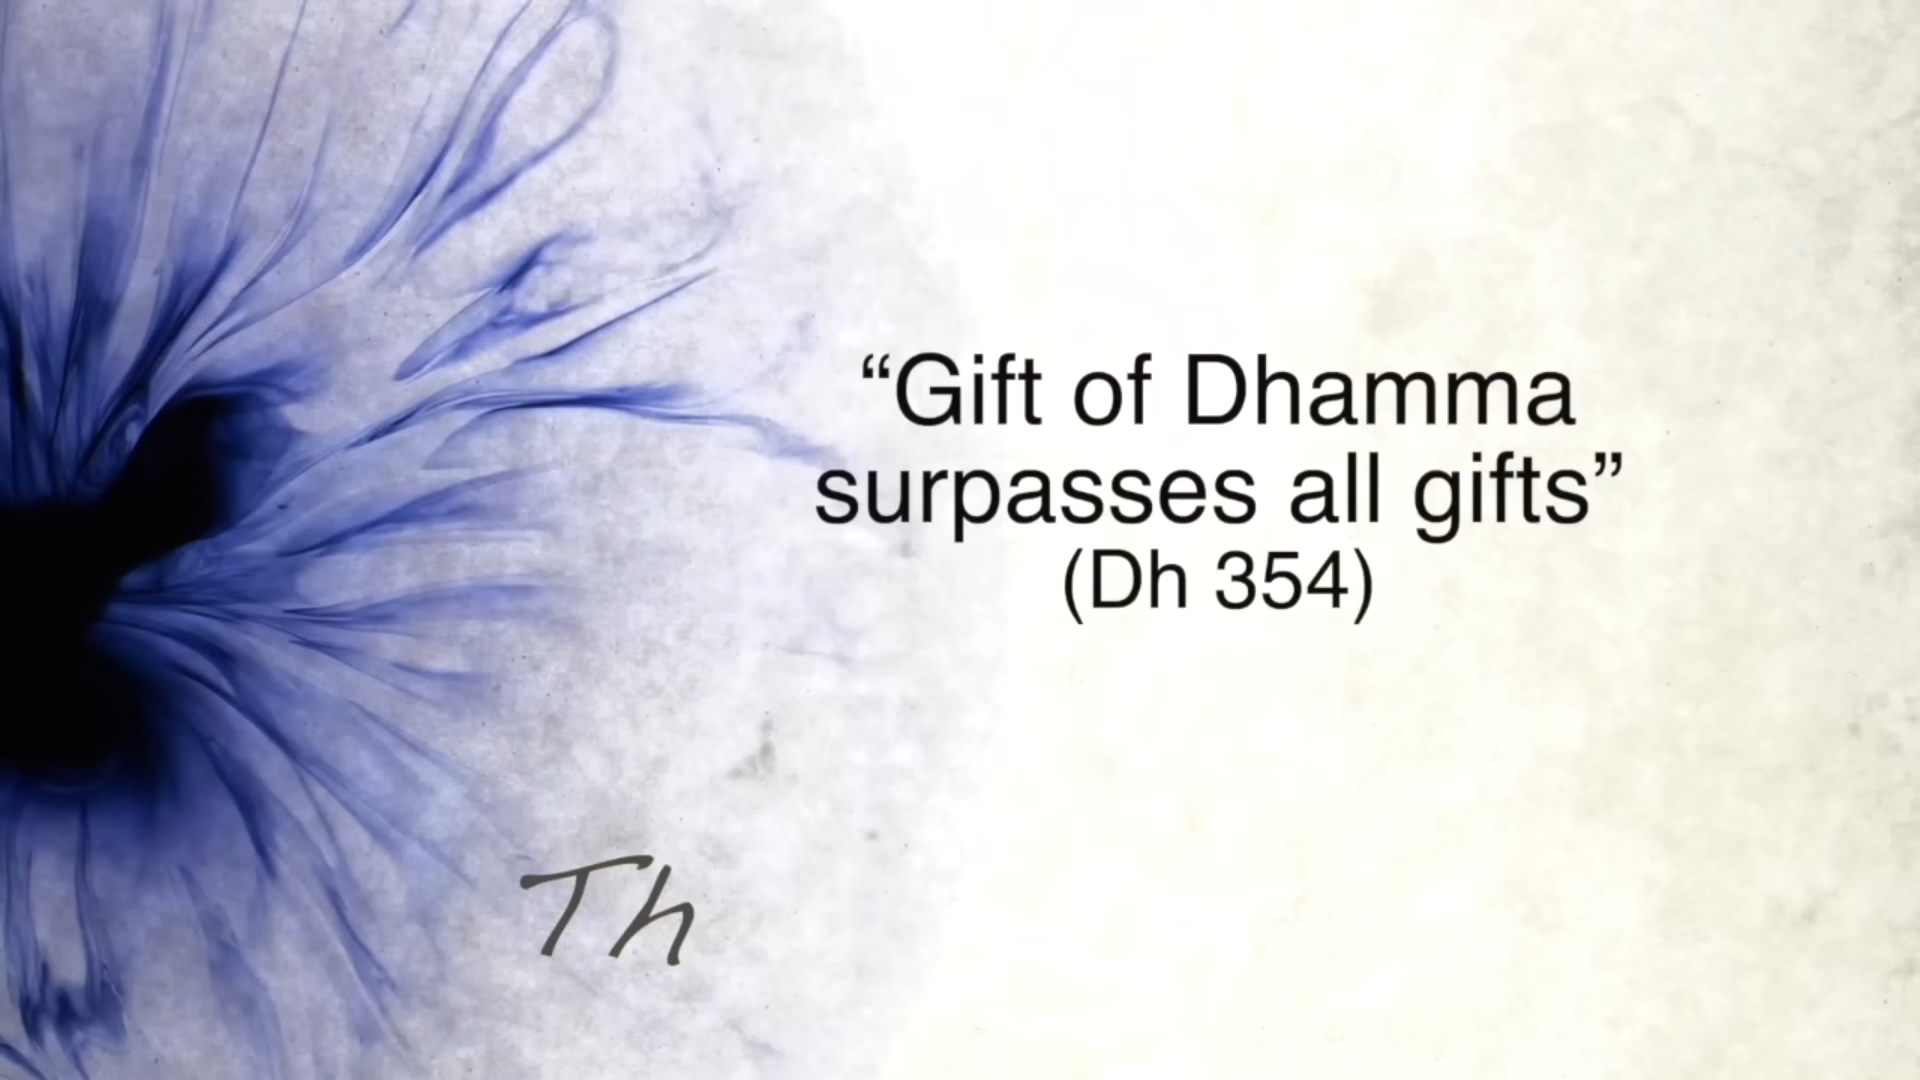 “Gift of Dhamma
surpasses all gifts”
(Dh 354)
Th